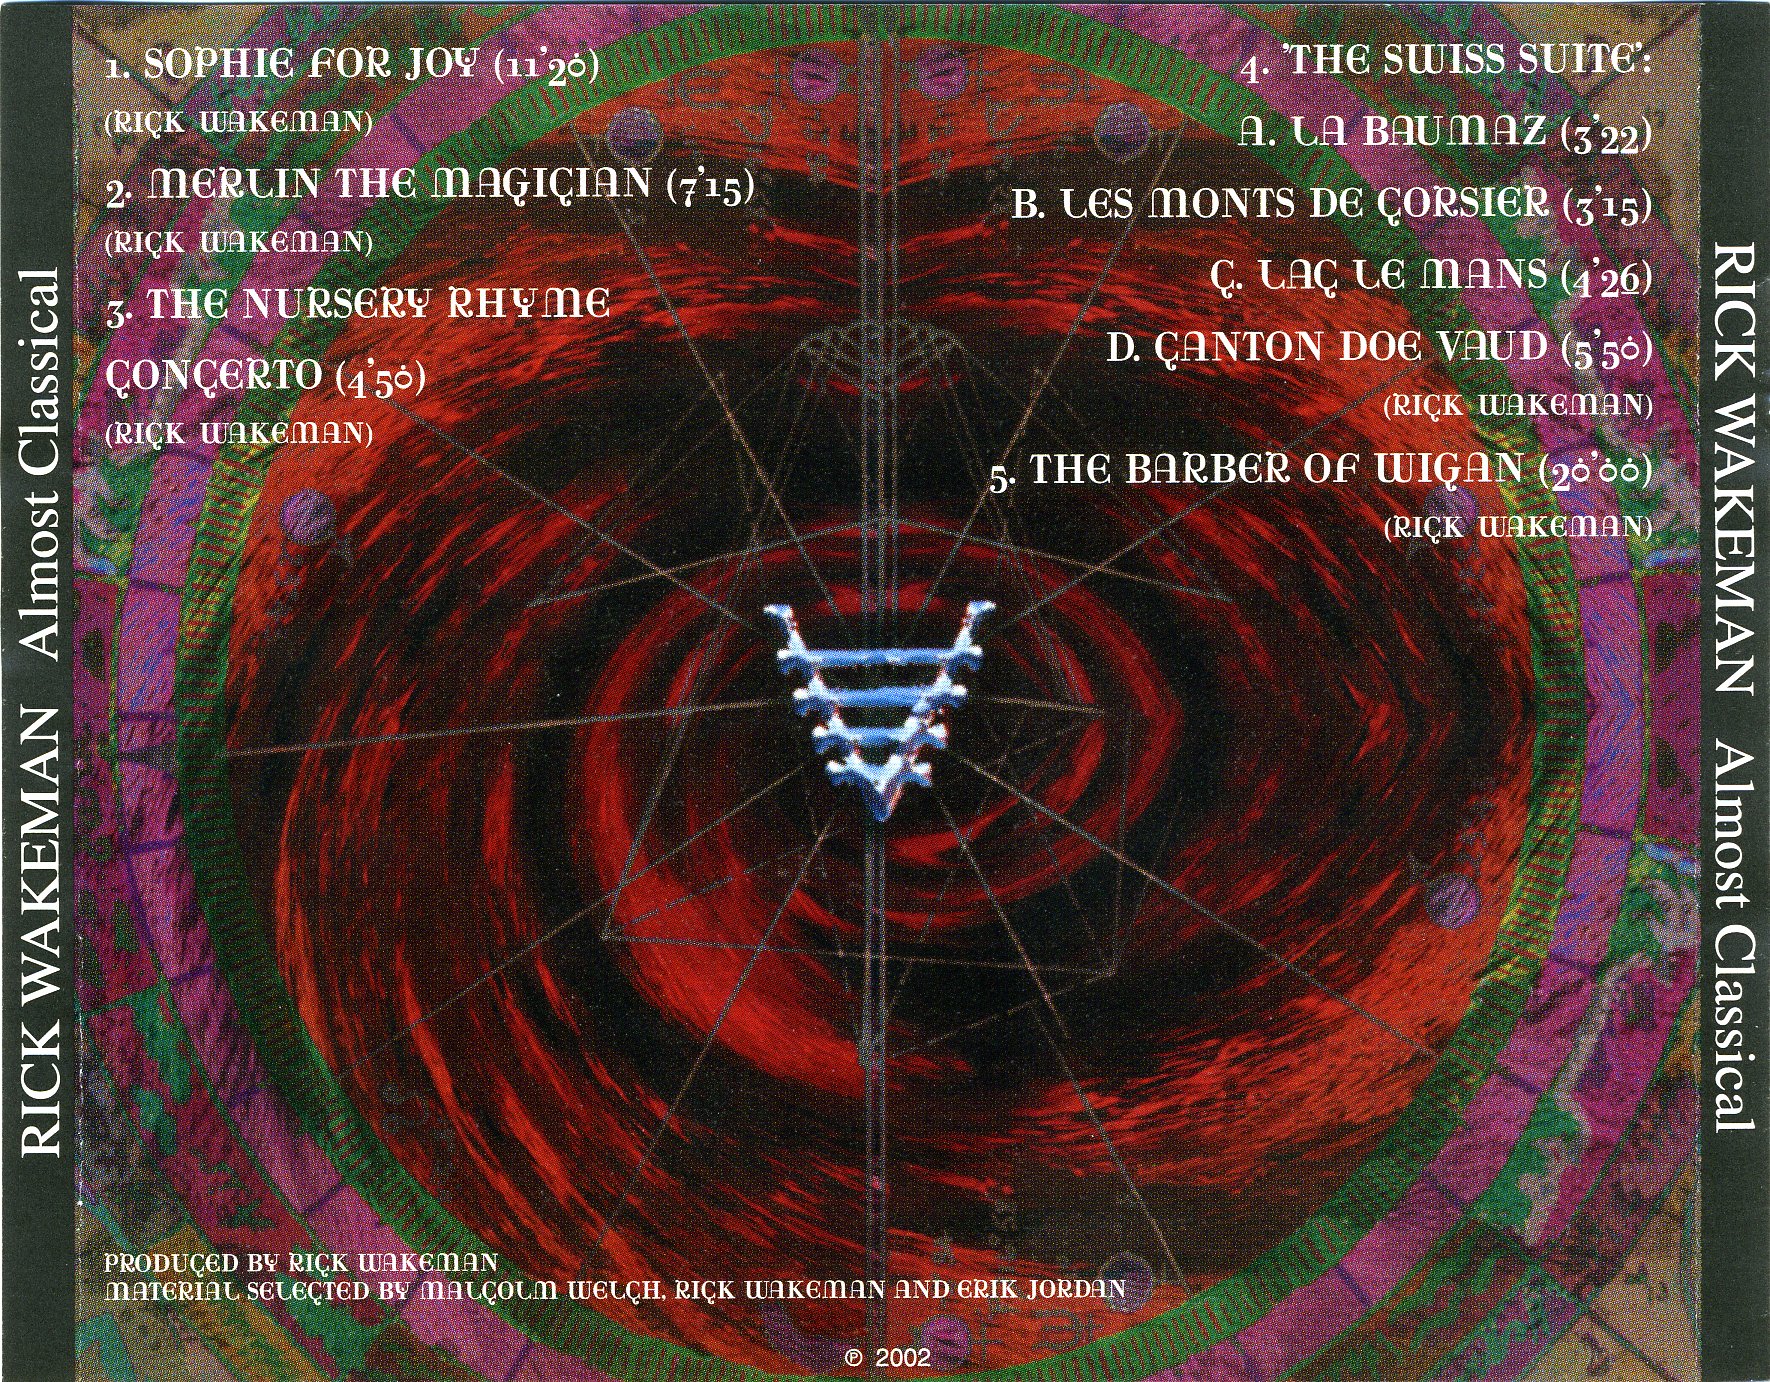 1. SOPHIE FOR JOY (11'20)
(RICK WAKEMAN)
2. MERLIN THE MAGICIAN (7'15)
(RICK WAKEMAN)
3. THE NURSERY RHYME
CONCERTO (4'50)
(RICK WAKEMAN)
4. 'THE SWISS SUITE':
A. LA BAUMAZ (3'22)
B. LES MONTS DE CORSIER (3'15)
C. LAC LE MANS (4'26)
D. CANTON DOE VAUD (5'50)
(RICK WAKEMAN)
5. THE BARBER OF WIGAN (20'00)
(RICK WAKEMAN)
PRODUCED BY RICK WAKEMAN
MATERIAL SELECTED BY MALCOLM WELCH, RICK WAKEMAN AND ERIK JORDAN
℗ 2002
RICK WAKEMAN Almost Classical
RICK WAKEMAN Almost Classical